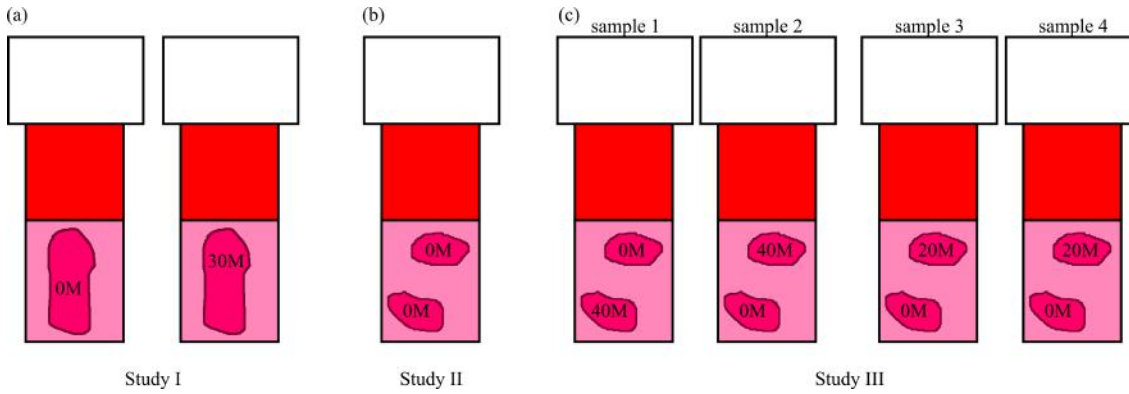 (a)
(b)
(c)
sample 1 sample 2 sample 3 sample 4
0M 30M 0M 0M 0M 40M 20M 20M
0M 40M 0M 0M 0M
Study I Study II Study III